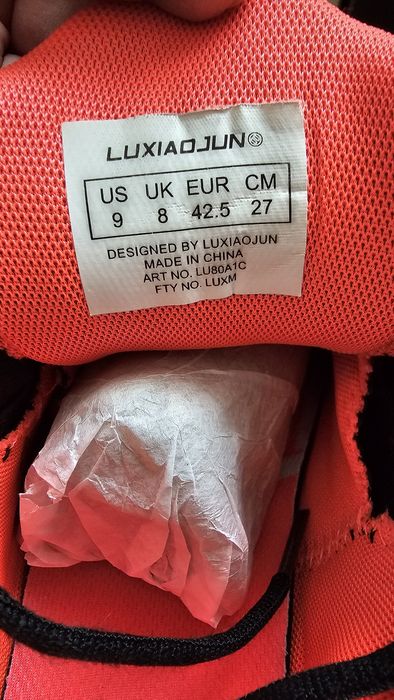 LUXIAOJUN
US UK EUR CM
9 8 42.5 27
DESIGNED BY LUXIAOJUN
MADE IN CHINA
ART NO. LU80A1C
FTY NO. LUXM